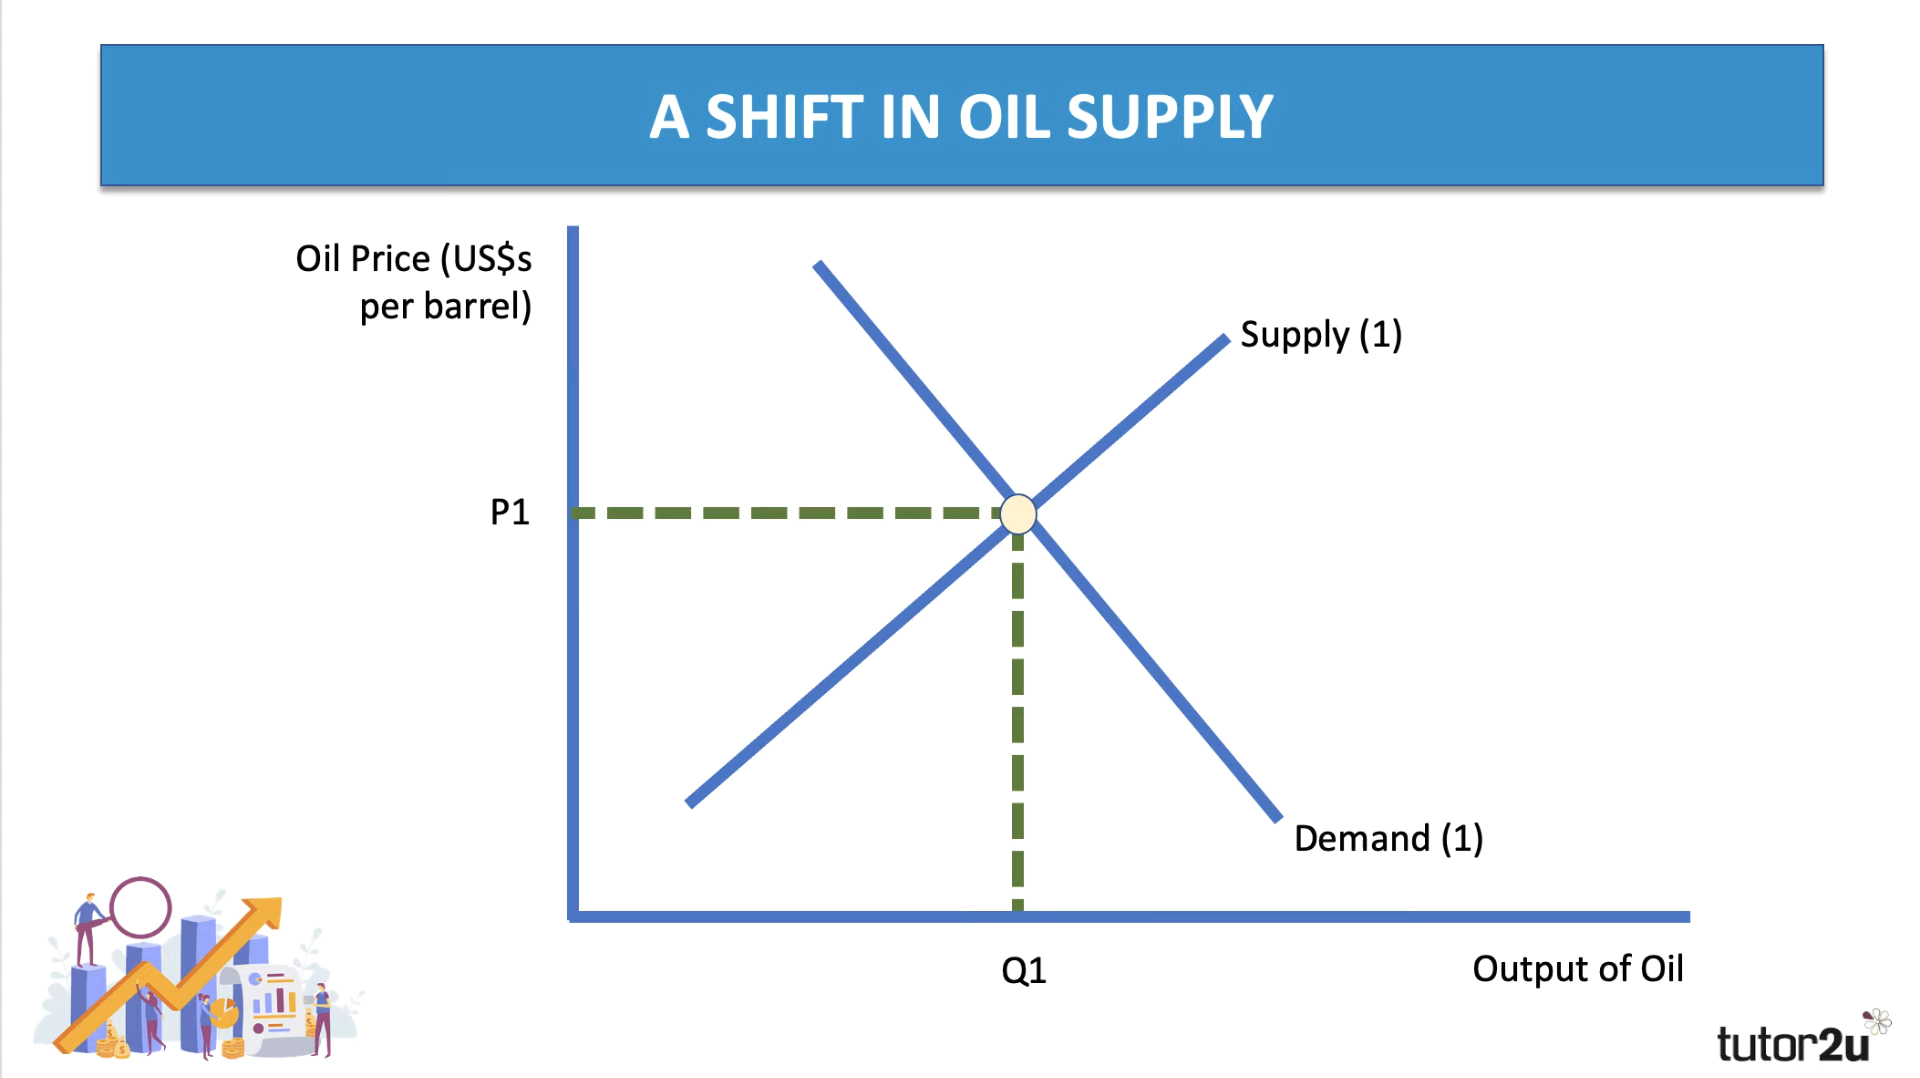 A SHIFT IN OIL SUPPLY
Oil Price (US$s
per barrel)
Supply (1)
P1
Demand (1)
Q1
Output of Oil
tutor2u